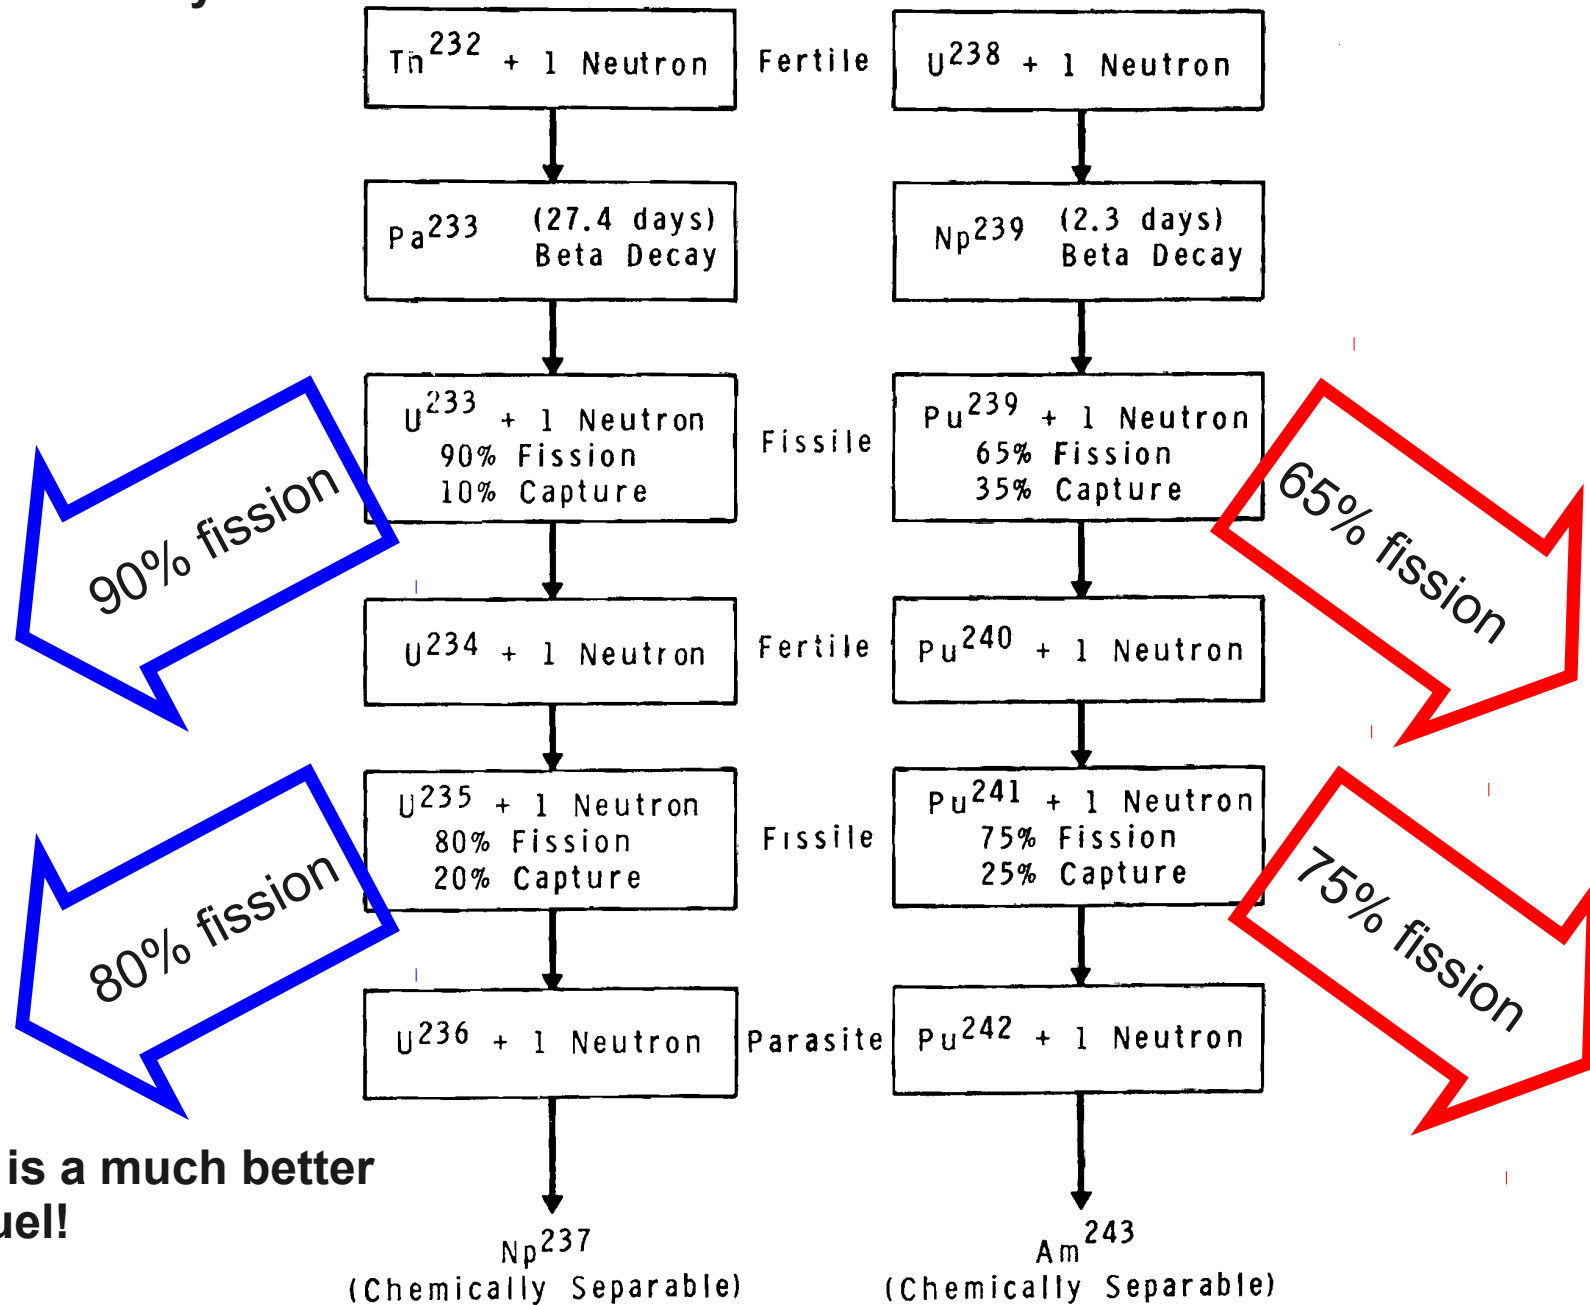 Th232 + 1 Neutron
Fertile
U238 + 1 Neutron
Pa233 (27.4 days)
Beta Decay
Np239 (2.3 days)
Beta Decay
U233 + 1 Neutron
90% Fission
10% Capture
Fissile
Pu239 + 1 Neutron
65% Fission
35% Capture
90% fission
65% fission
U234 + 1 Neutron
Fertile
Pu240 + 1 Neutron
U235 + 1 Neutron
80% Fission
20% Capture
Fissile
Pu241 + 1 Neutron
75% Fission
25% Capture
80% fission
75% fission
U236 + 1 Neutron
Parasite
Pu242 + 1 Neutron
is a much better
uel!
Np237
(Chemically Separable)
Am243
(Chemically Separable)